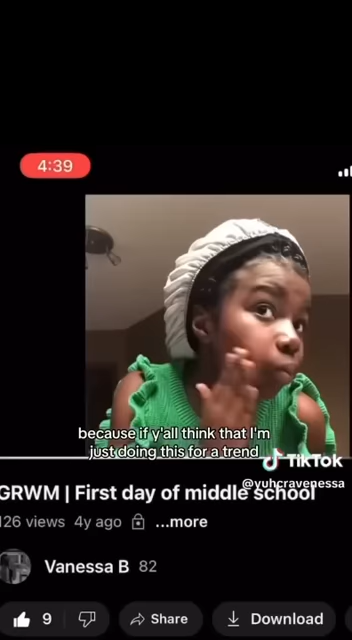 4:39
because if y'all think that I'm
just doing this for a trend
TikTok
@yuhcravenessa
GRWM | First day of middle school
126 views 4y ago ...more
Vanessa B 82
9 Share Download